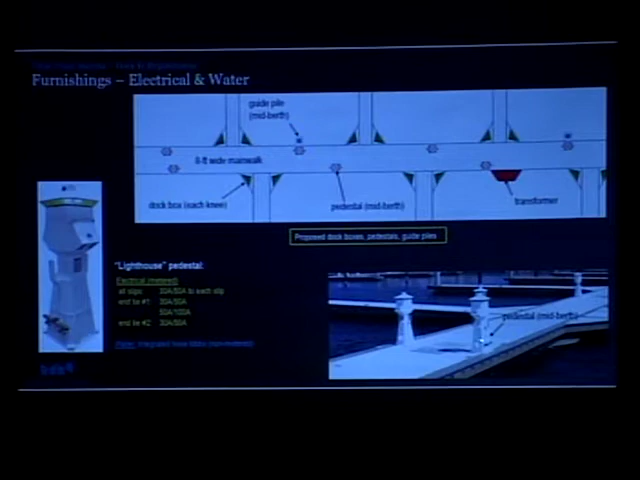 Furnishings – Electrical & Water
guide pile
(mid-berth)
8-ft wide mainwalk
dock box (each knee)
pedestal (mid-berth)
transformer
Proposed dock boxes, pedestals, guide piles
"Lighthouse" pedestal:
Electrical (metered)
all slips: 30A/50A to each slip
end tie #1: 30A/50A
50A/100A
end tie #2: 30A/50A
pedestal (mid-berth)